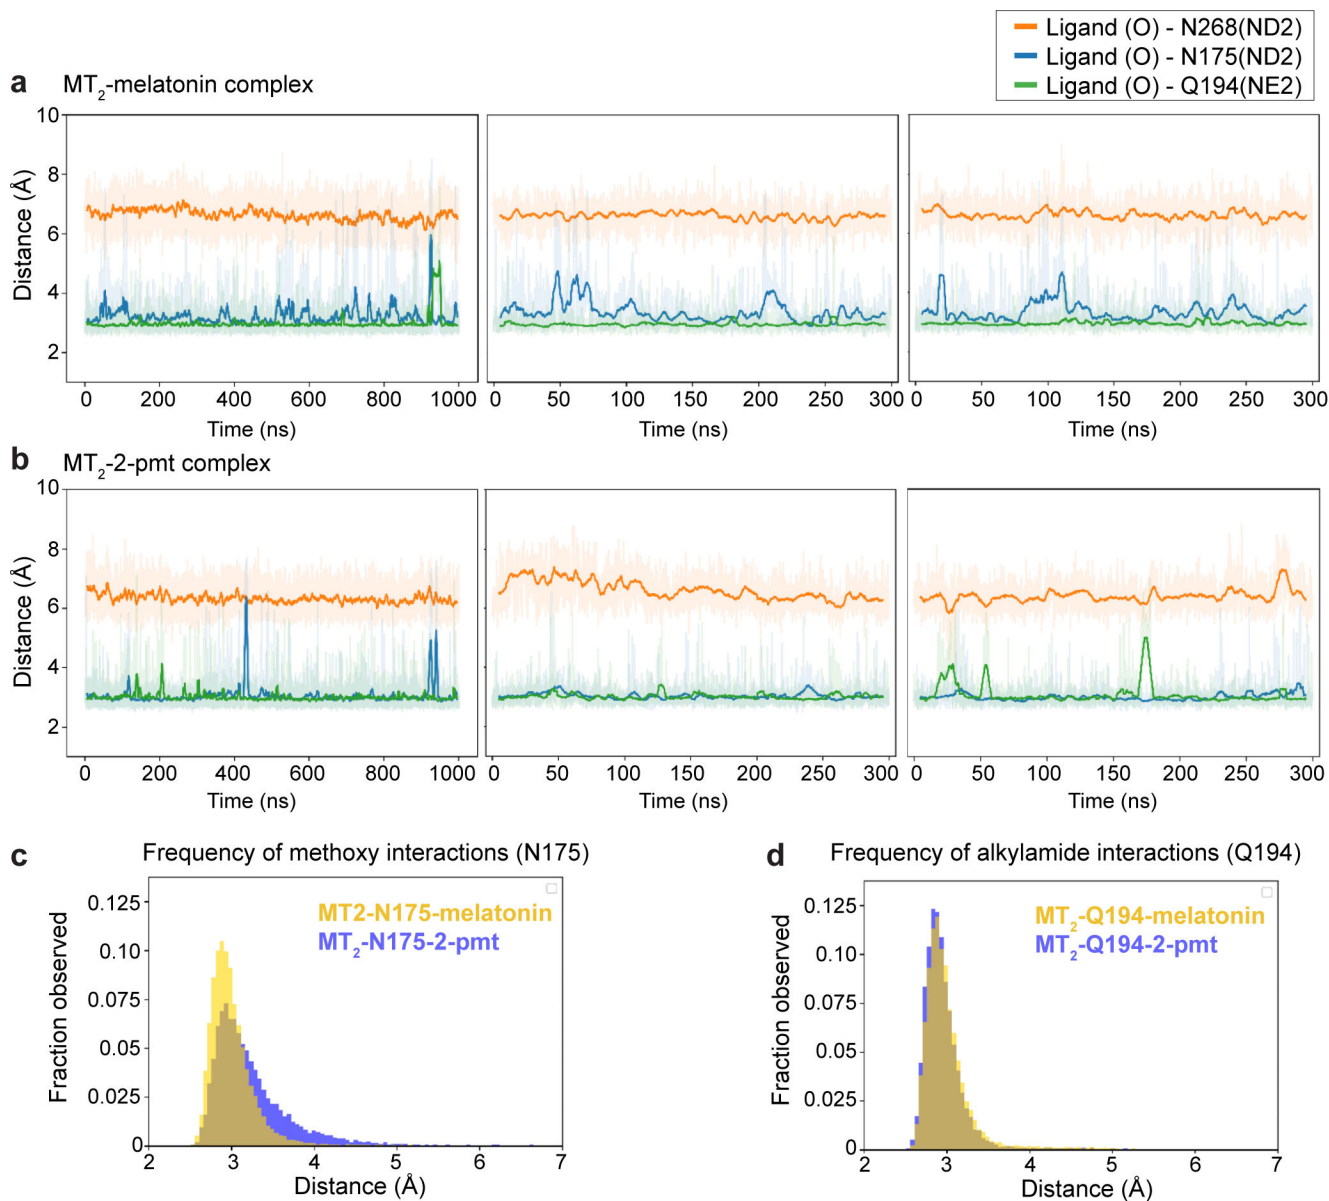 Ligand (O) - N268(ND2)
Ligand (O) - N175(ND2)
Ligand (O) - Q194(NE2)
a MT₂-melatonin complex
Distance (Å)
10
8
6
4
2
0 200 400 600 800 1000
0 50 100 150 200 250 300
0 50 100 150 200 250 300
Time (ns) Time (ns) Time (ns)
b MT₂-2-pmt complex
Distance (Å)
10
8
6
4
2
0 200 400 600 800 1000
0 50 100 150 200 250 300
0 50 100 150 200 250 300
Time (ns) Time (ns) Time (ns)
c Frequency of methoxy interactions (N175)
MT2-N175-melatonin
MT₂-N175-2-pmt
Fraction observed
0.125
0.10
0.075
0.05
0.025
0
2 3 4 5 6 7
Distance (Å)
d Frequency of alkylamide interactions (Q194)
MT₂-Q194-melatonin
MT₂-Q194-2-pmt
Fraction observed
0.125
0.10
0.075
0.05
0.025
0
2 3 4 5 6 7
Distance (Å)